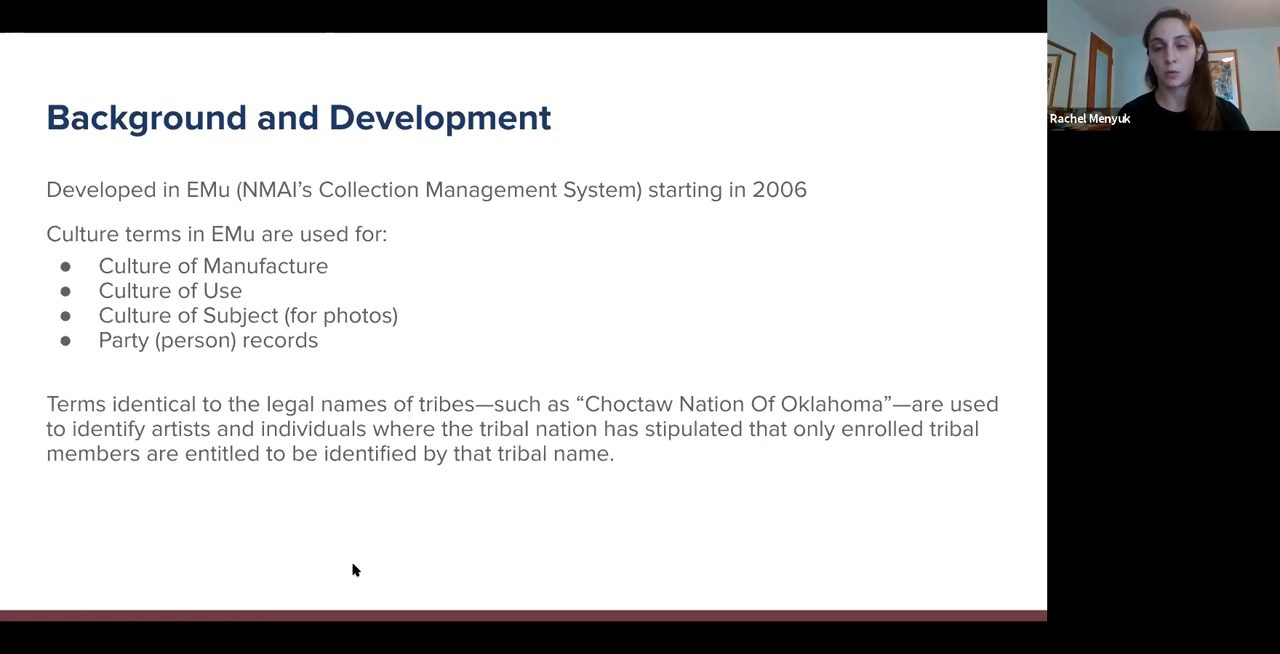 Background and Development
Developed in EMu (NMAI’s Collection Management System) starting in 2006
Culture terms in EMu are used for:
● Culture of Manufacture
● Culture of Use
● Culture of Subject (for photos)
● Party (person) records
Terms identical to the legal names of tribes—such as “Choctaw Nation Of Oklahoma”—are used
to identify artists and individuals where the tribal nation has stipulated that only enrolled tribal
members are entitled to be identified by that tribal name.
Rachel Menyuk